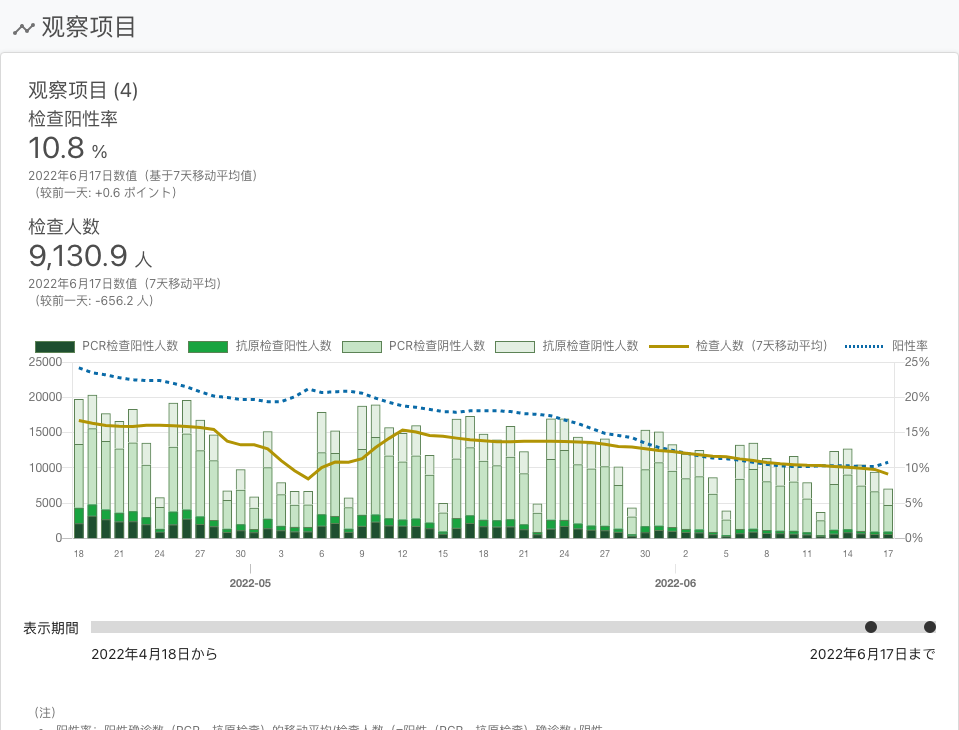 观察项目
观察项目 (4)
检查阳性率
10.8 %
2022年6月17日数值（基于7天移动平均值）
（较前一天: +0.6 ポイント）
检查人数
9,130.9 人
2022年6月17日数值（7天移动平均）
（较前一天: -656.2 人）
PCR检查阳性人数 抗原检查阳性人数 PCR检查阴性人数 抗原检查阴性人数 检查人数（7天移动平均） 阳性率
25000 25%
20000 20%
15000 15%
10000 10%
5000 5%
0 0%
18 21 24 27 30 3 6 9 12 15 18 21 24 27 30 2 5 8 11 14 17
2022-05 2022-06
表示期間
2022年4月18日から 2022年6月17日まで
（注）